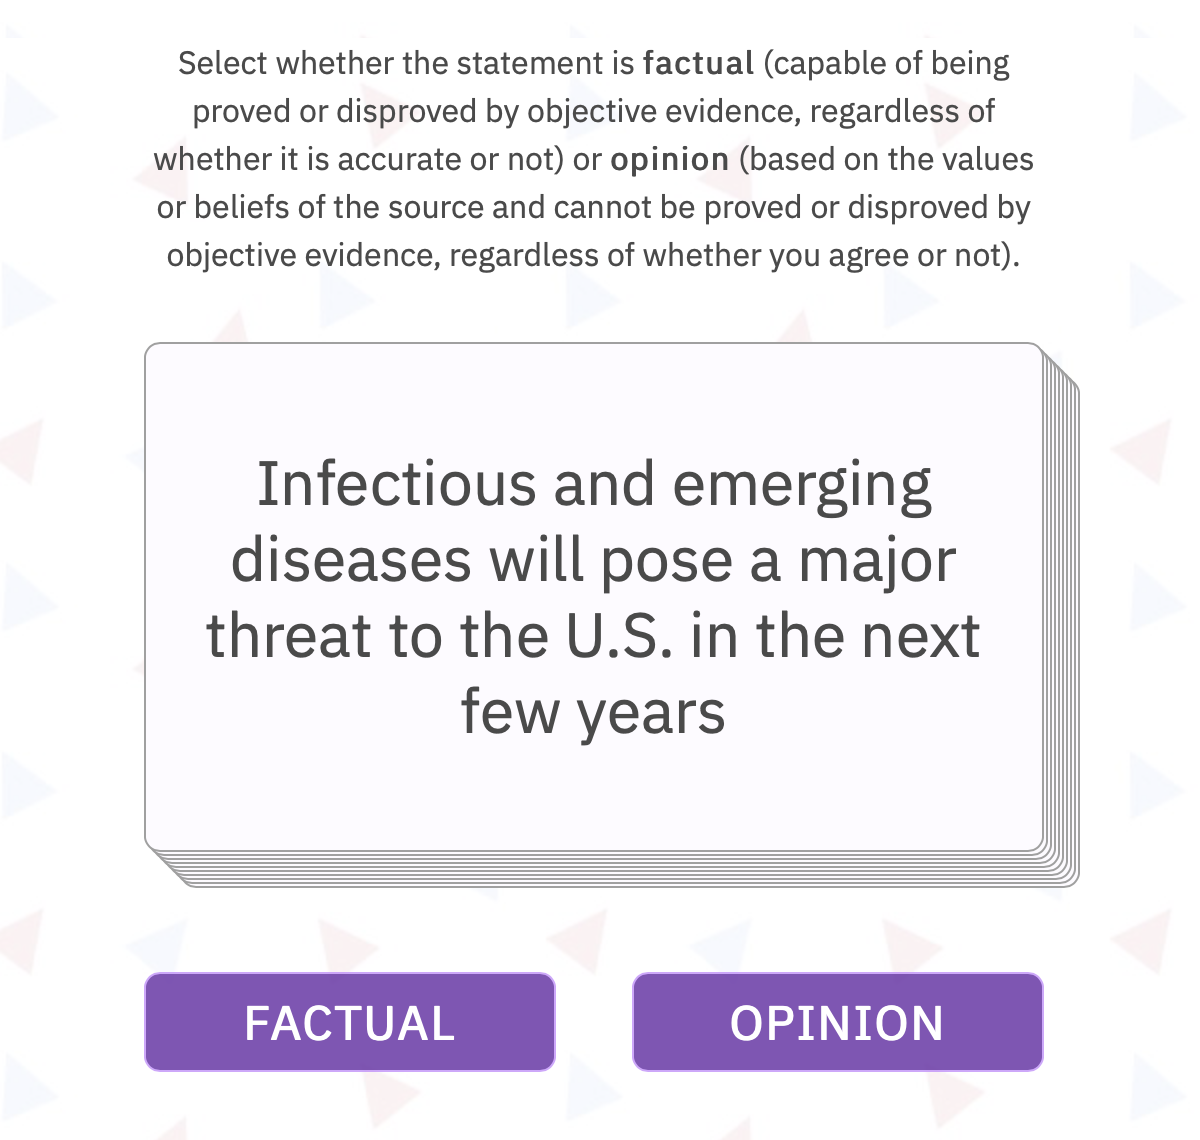 Select whether the statement is factual (capable of being
proved or disproved by objective evidence, regardless of
whether it is accurate or not) or opinion (based on the values
or beliefs of the source and cannot be proved or disproved by
objective evidence, regardless of whether you agree or not).
Infectious and emerging
diseases will pose a major
threat to the U.S. in the next
few years
FACTUAL
OPINION